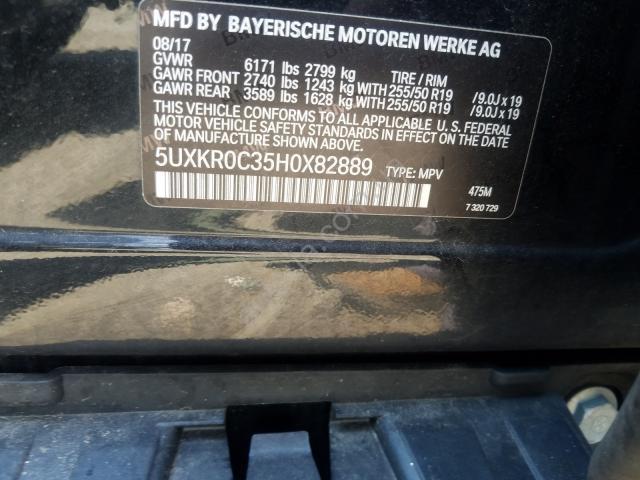 MFD BY BAYERISCHE MOTOREN WERKE AG
08/17
GVWR 6171 lbs 2799 kg TIRE / RIM
GAWR FRONT 2740 lbs 1243 kg WITH 255/50 R19 /9.0J x 19
GAWR REAR 3589 lbs 1628 kg WITH 255/50 R19 /9.0J x 19
THIS VEHICLE CONFORMS TO ALL APPLICABLE U. S. FEDERAL
MOTOR VEHICLE SAFETY STANDARDS IN EFFECT ON THE DATE
OF MANUFACTURE SHOWN ABOVE.
5UXKR0C35H0X82889 TYPE: MPV
475M
7 320 729